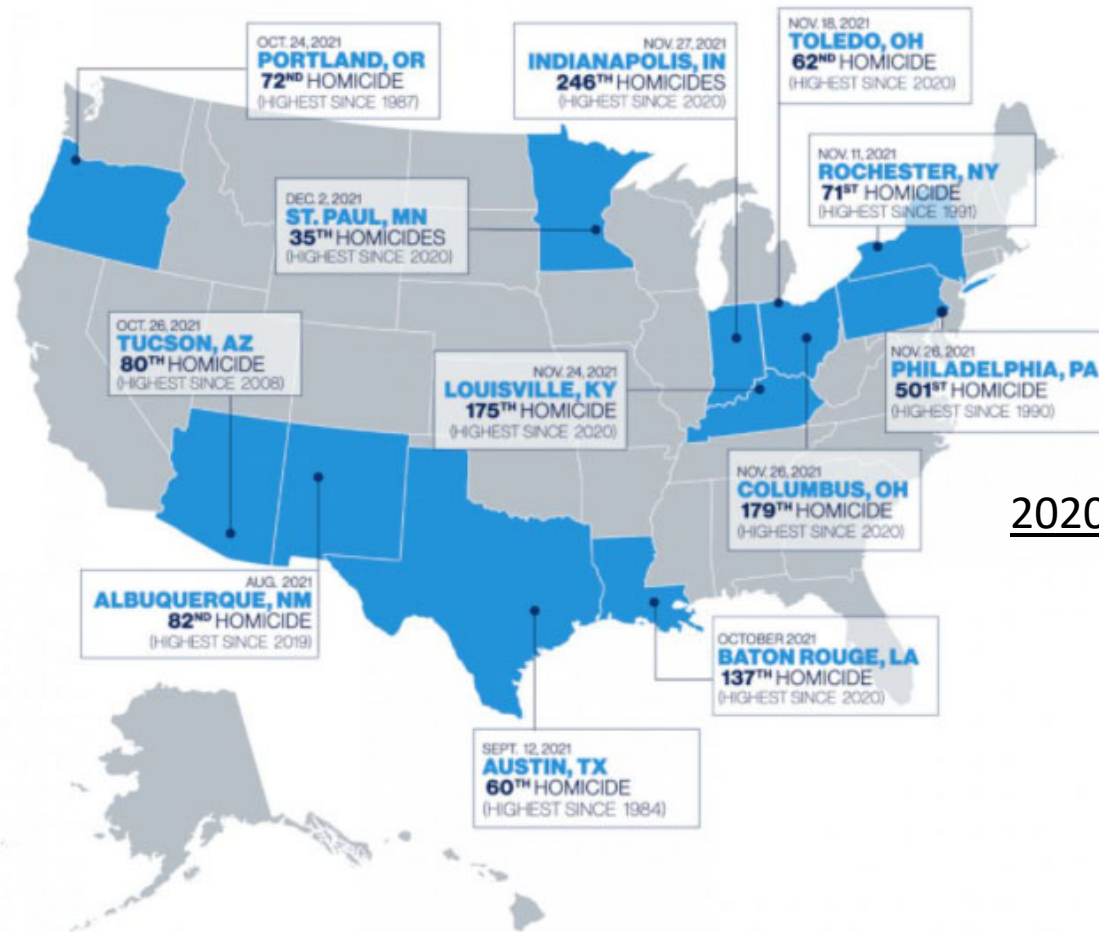 OCT. 24, 2021
PORTLAND, OR
72ND HOMICIDE
(HIGHEST SINCE 1987)
NOV. 27, 2021
INDIANAPOLIS, IN
246TH HOMICIDES
(HIGHEST SINCE 2020)
NOV. 18, 2021
TOLEDO, OH
62ND HOMICIDE
(HIGHEST SINCE 2020)
NOV. 11, 2021
ROCHESTER, NY
71ST HOMICIDE
(HIGHEST SINCE 1991)
DEC. 2, 2021
ST. PAUL, MN
35TH HOMICIDES
(HIGHEST SINCE 2020)
OCT. 26, 2021
TUCSON, AZ
80TH HOMICIDE
(HIGHEST SINCE 2008)
NOV. 24, 2021
LOUISVILLE, KY
175TH HOMICIDE
(HIGHEST SINCE 2020)
NOV. 26, 2021
PHILADELPHIA, PA
501ST HOMICIDE
(HIGHEST SINCE 1990)
NOV. 26, 2021
COLUMBUS, OH
179TH HOMICIDE
(HIGHEST SINCE 2020)
2020
AUG. 2021
ALBUQUERQUE, NM
82ND HOMICIDE
(HIGHEST SINCE 2019)
OCTOBER 2021
BATON ROUGE, LA
137TH HOMICIDE
(HIGHEST SINCE 2020)
SEPT. 12, 2021
AUSTIN, TX
60TH HOMICIDE
(HIGHEST SINCE 1984)